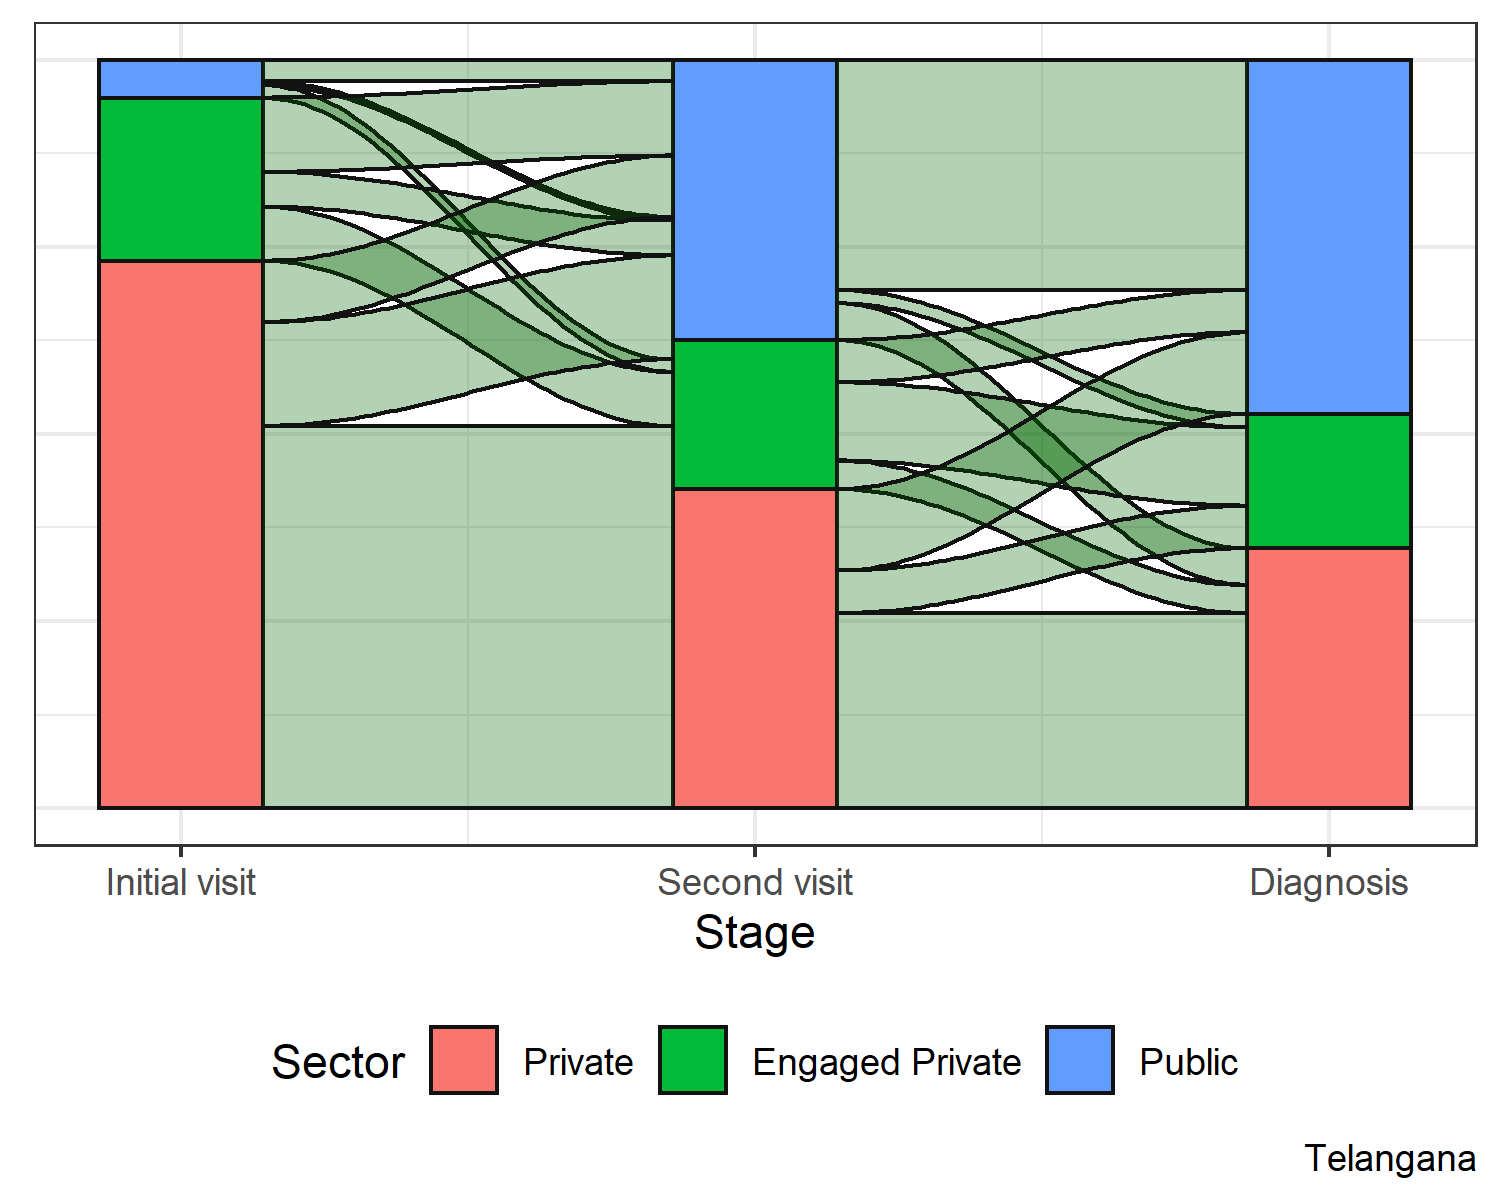 Initial visit Second visit Diagnosis
Stage
Sector Private Engaged Private Public
Telangana